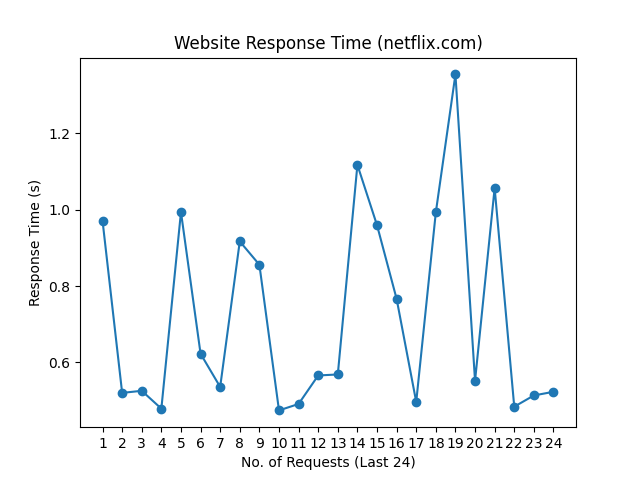 Website Response Time (netflix.com)
Response Time (s)
1.2
1.0
0.8
0.6
1 2 3 4 5 6 7 8 9 10 11 12 13 14 15 16 17 18 19 20 21 22 23 24
No. of Requests (Last 24)